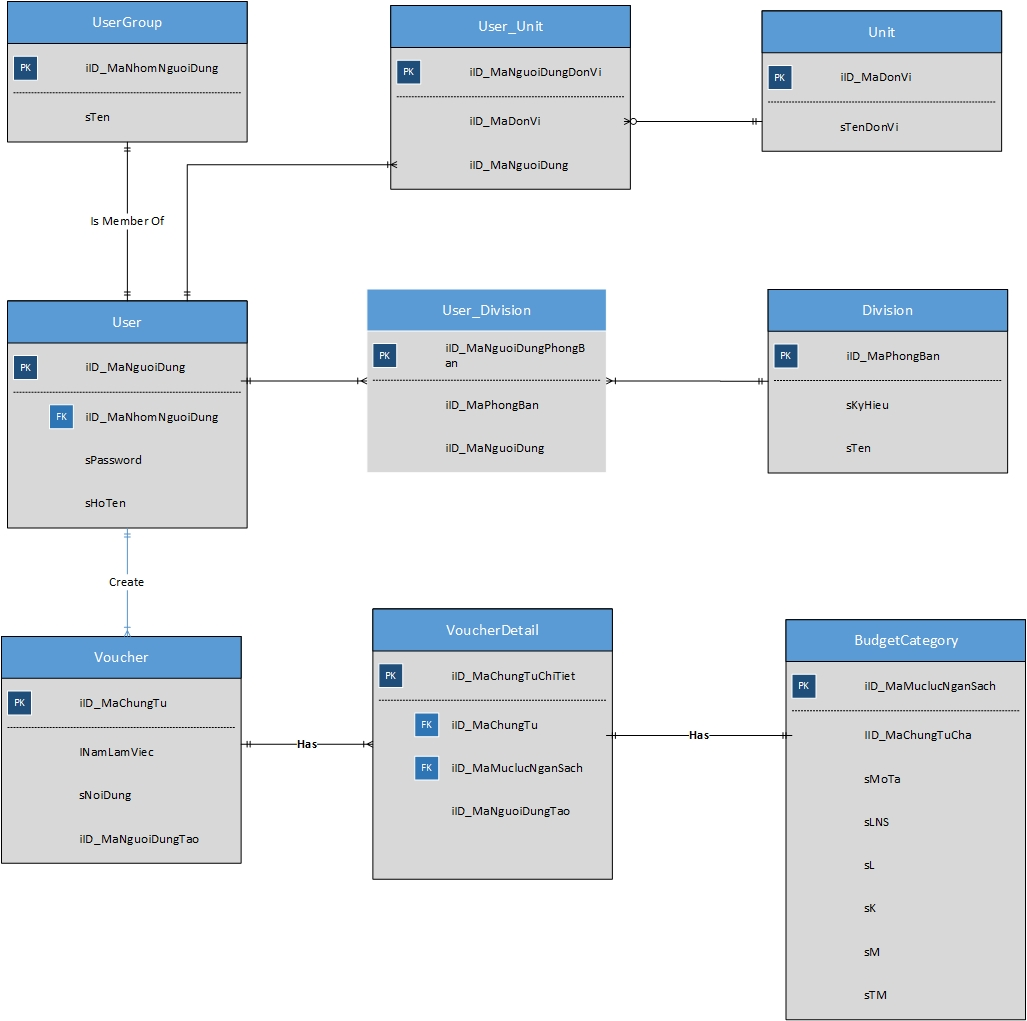 UserGroup
PK
iID_MaNhomNguoiDung
sTen
User_Unit
PK
iID_MaNguoiDungDonVi
iID_MaDonVi
iID_MaNguoiDung
Unit
PK
iID_MaDonVi
sTenDonVi
Is Member Of
User
PK
iID_MaNguoiDung
FK
iID_MaNhomNguoiDung
sPassword
sHoTen
User_Division
PK
iID_MaNguoiDungPhongB
an
iID_MaPhongBan
iID_MaNguoiDung
Division
PK
iID_MaPhongBan
sKyHieu
sTen
Create
Voucher
PK
iID_MaChungTu
INamLamViec
sNoiDung
iID_MaNguoiDungTao
Has
VoucherDetail
PK
iID_MaChungTuChiTiet
FK
iID_MaChungTu
FK
iID_MaMuclucNganSach
iID_MaNguoiDungTao
Has
BudgetCategory
PK
iID_MaMuclucNganSach
IID_MaChungTuCha
sMoTa
sLNS
sL
sK
sM
sTM